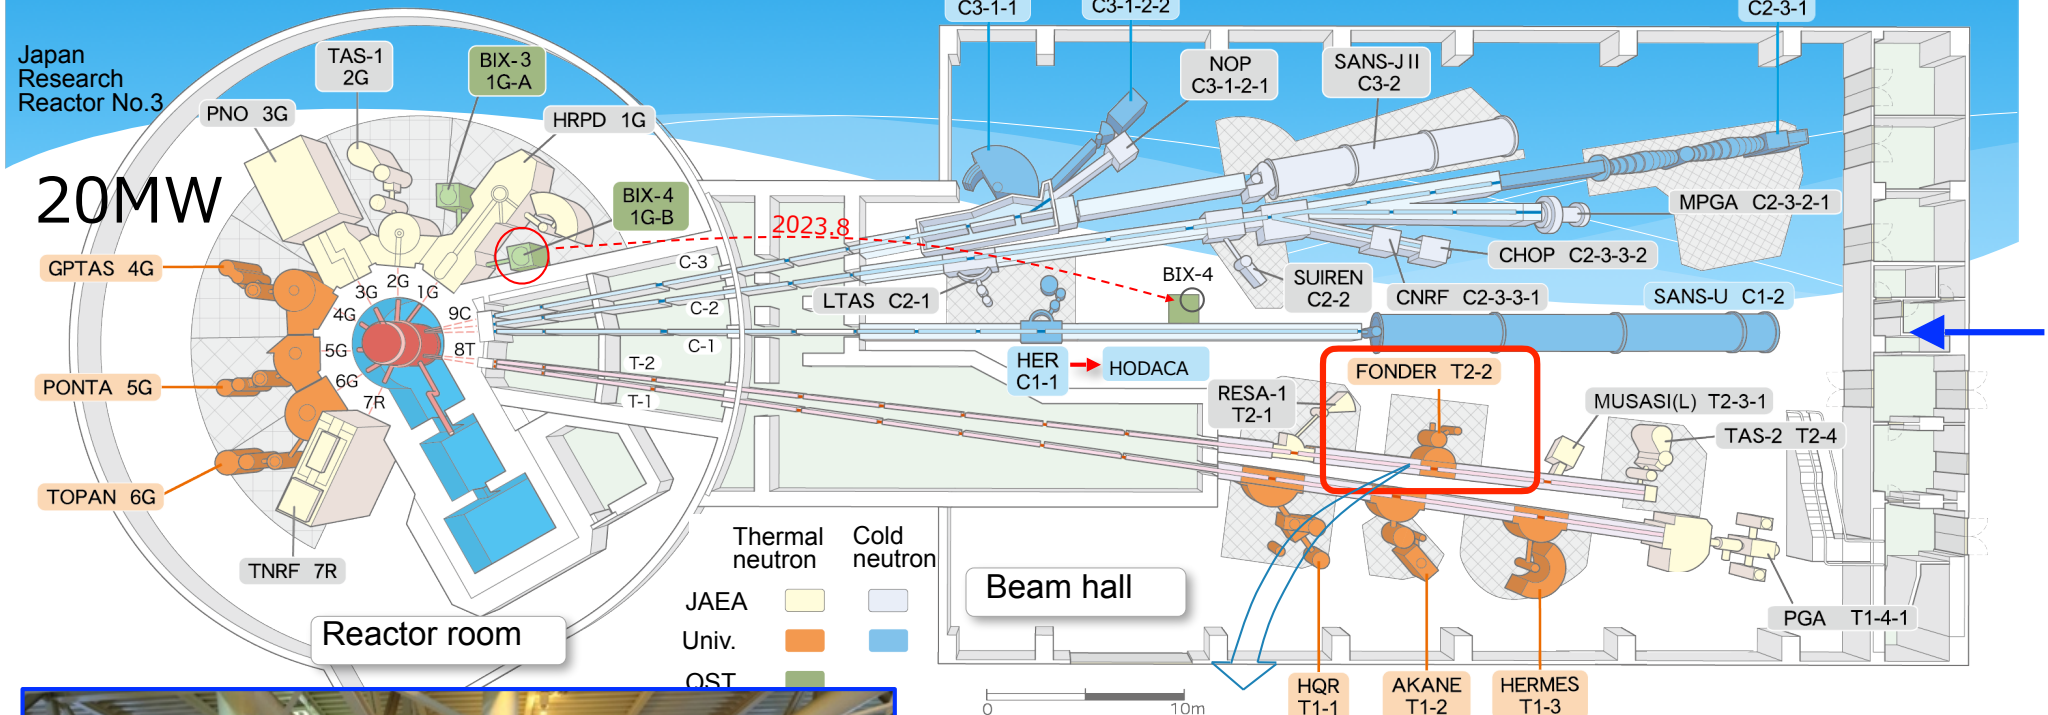 C3-1-1
C3-1-2-2
C2-3-1
Japan
Research
Reactor No.3
TAS-1
2G
BIX-3
1G-A
NOP
C3-1-2-1
SANS-J II
C3-2
PNO 3G
HRPD 1G
20MW
BIX-4
1G-B
2023.8
MPGA C2-3-2-1
GPTAS 4G
C-3
CHOP C2-3-3-2
2G
1G
3G
4G
9C
C-2
BIX-4
LTAS C2-1
SUIREN
C2-2
CNRF C2-3-3-1
SANS-U C1-2
5G
8T
C-1
T-2
HER
C1-1
HODACA
FONDER T2-2
PONTA 5G
6G
7R
T-1
RESA-1
T2-1
MUSASI(L) T2-3-1
TAS-2 T2-4
TOPAN 6G
TNRF 7R
Thermal
neutron
Cold
neutron
JAEA
Univ.
QST
Reactor room
Beam hall
PGA T1-4-1
0
10m
HQR
T1-1
AKANE
T1-2
HERMES
T1-3